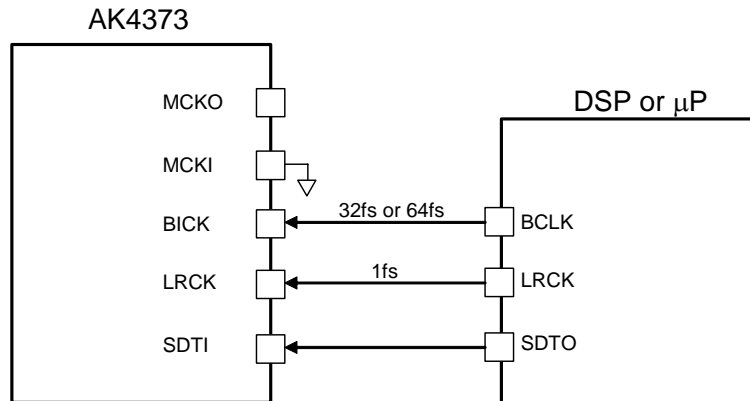 AK4373
DSP or μP
MCKO
MCKI
BICK
32fs or 64fs
BCLK
LRCK
1fs
LRCK
SDTI
SDTO